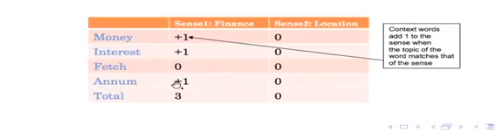 Sense1: Finance Sense2: Location
Money +1 0
Interest +1 0
Fetch 0 0
Annum +1 0
Total 3 0
Context words
add 1 to the
sense when
the topic of the
word matches that
of the sense